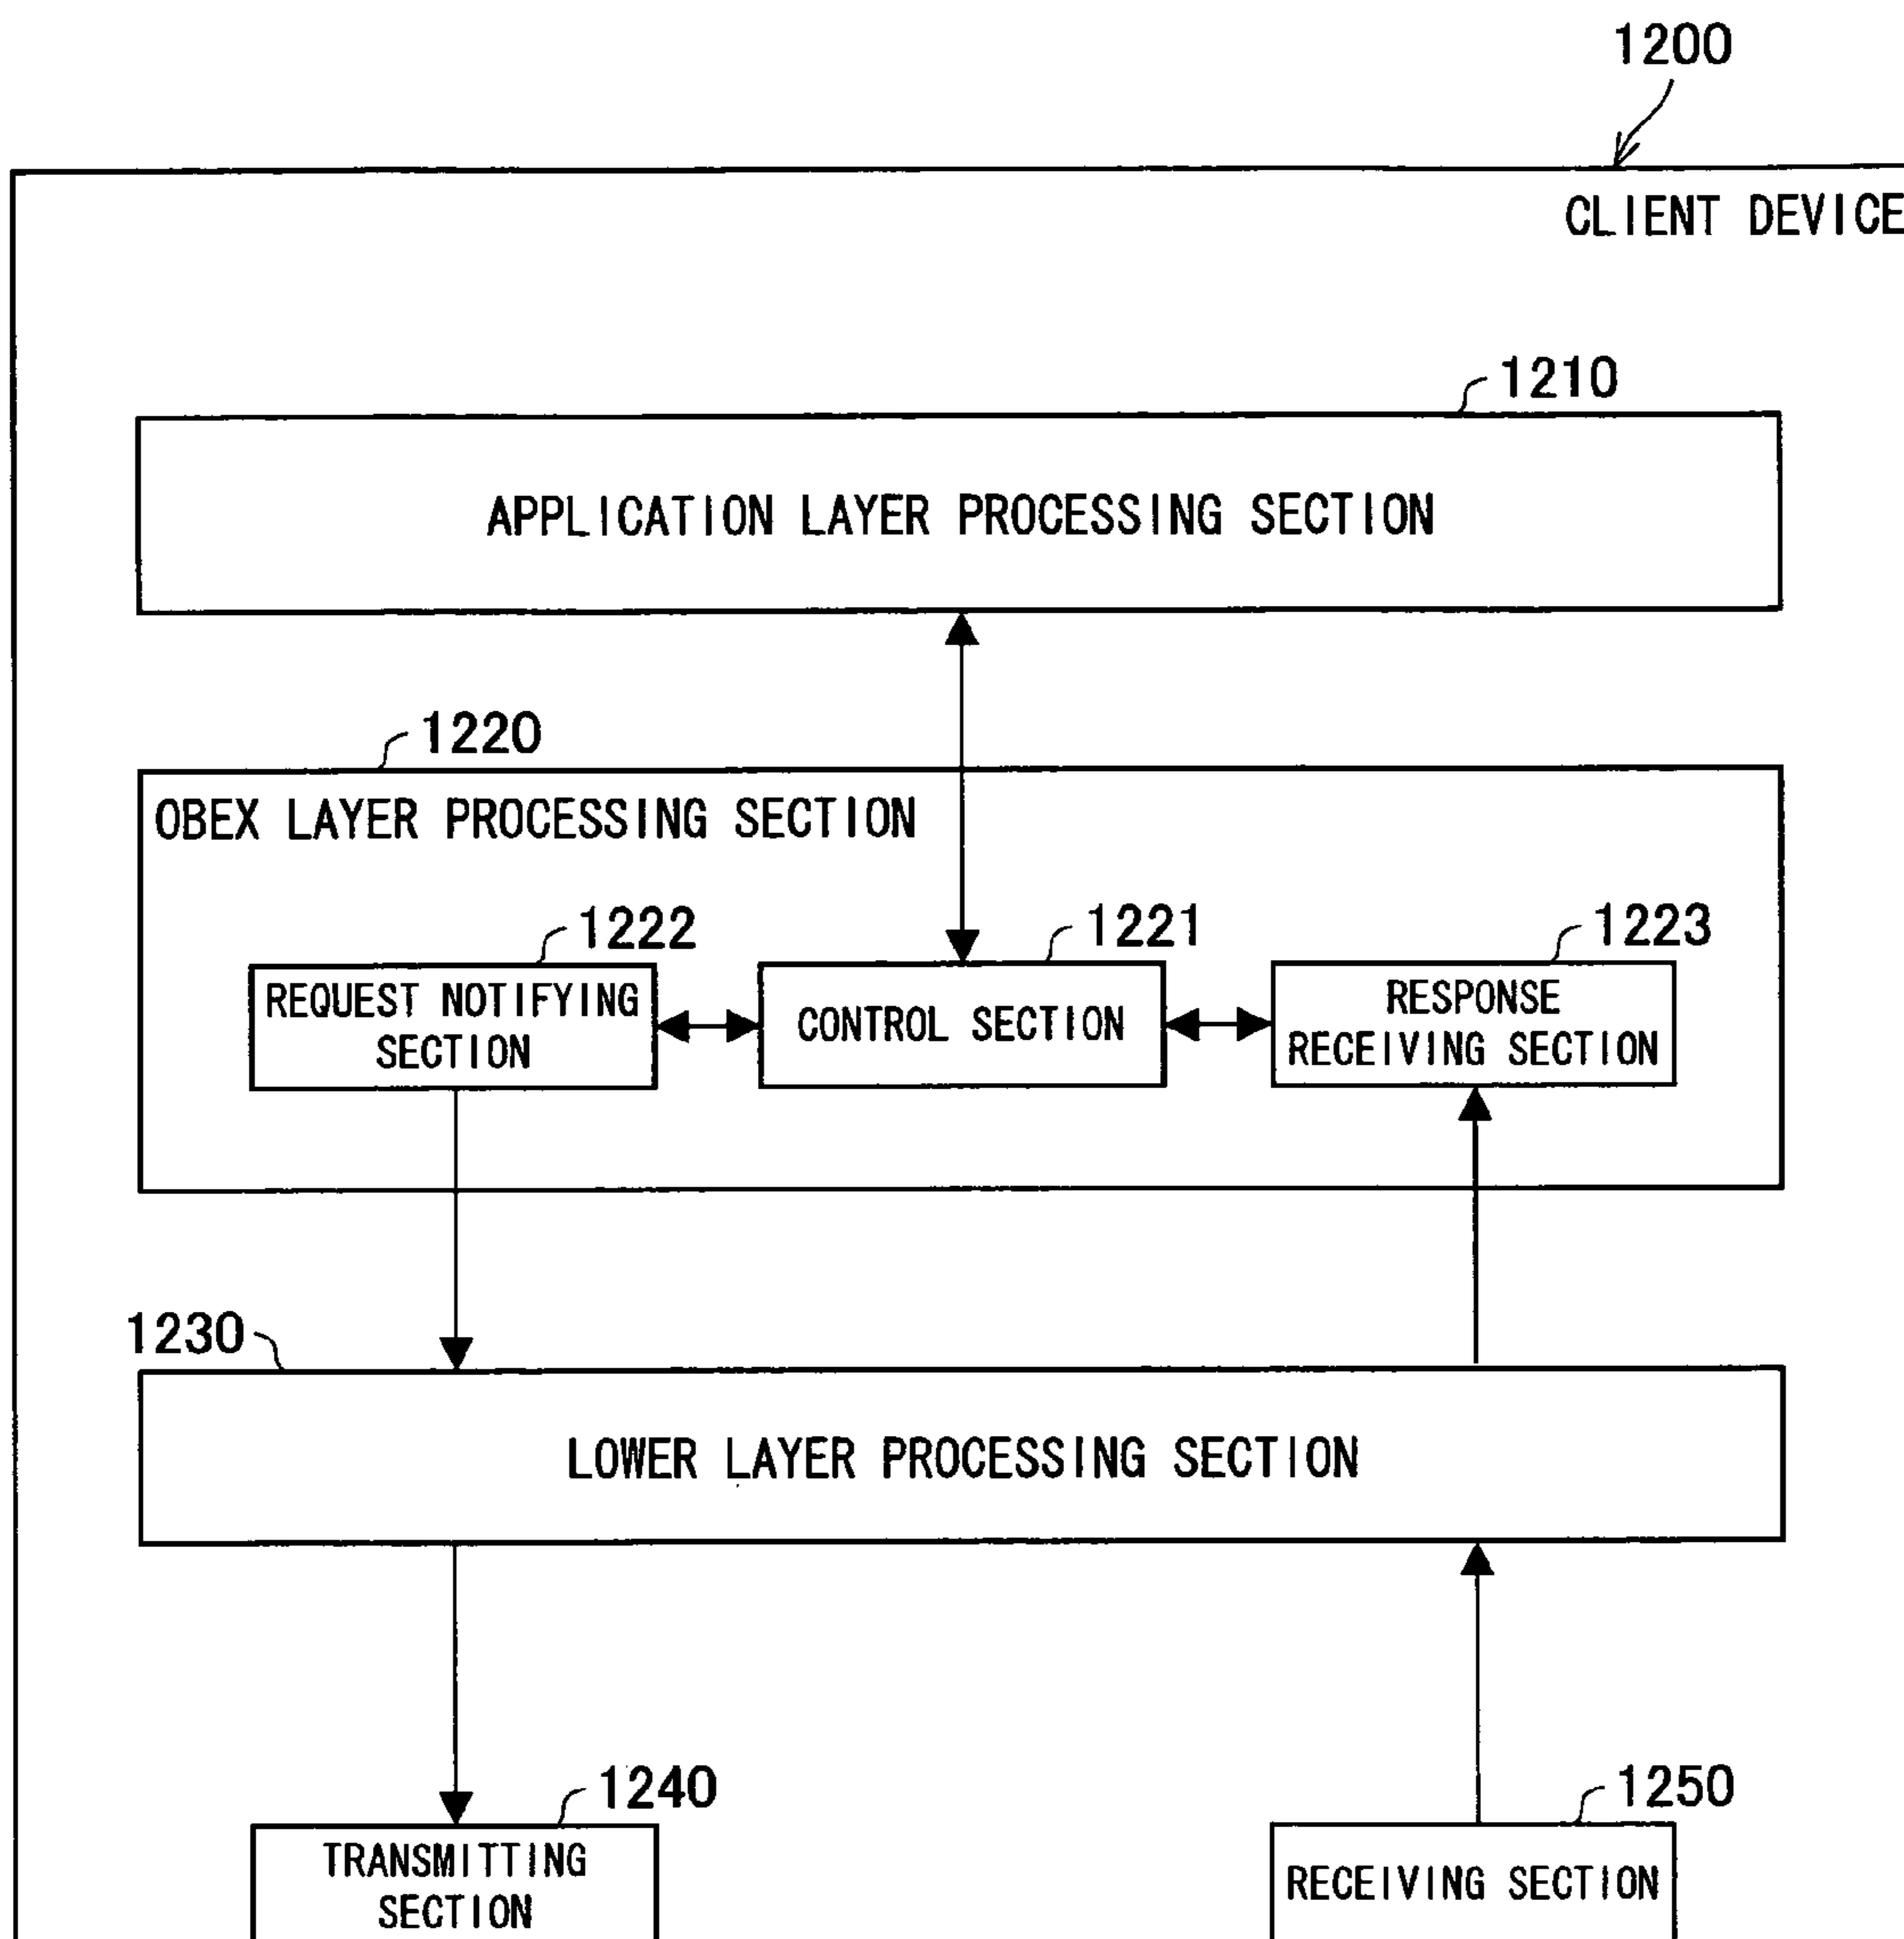 1200
CLIENT DEVICE
1210
APPLICATION LAYER PROCESSING SECTION
1220
OBEX LAYER PROCESSING SECTION
1222
1221
1223
REQUEST NOTIFYING
SECTION
CONTROL SECTION
RESPONSE
RECEIVING SECTION
1230
LOWER LAYER PROCESSING SECTION
1240
1250
TRANSMITTING
SECTION
RECEIVING SECTION